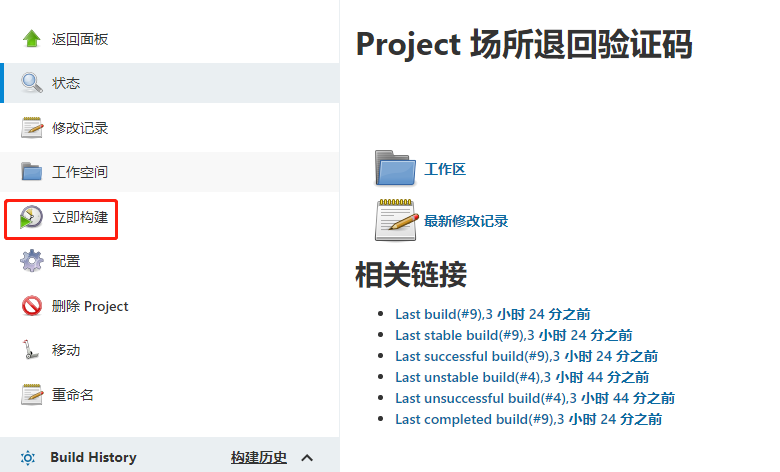 返回面板
状态
修改记录
工作空间
立即构建
配置
删除 Project
移动
重命名
Build History 构建历史
Project 场所退回验证码
工作区
最新修改记录
相关链接
Last build(#9),3 小时 24 分之前
Last stable build(#9),3 小时 24 分之前
Last successful build(#9),3 小时 24 分之前
Last unstable build(#4),3 小时 44 分之前
Last unsuccessful build(#4),3 小时 44 分之前
Last completed build(#9),3 小时 24 分之前